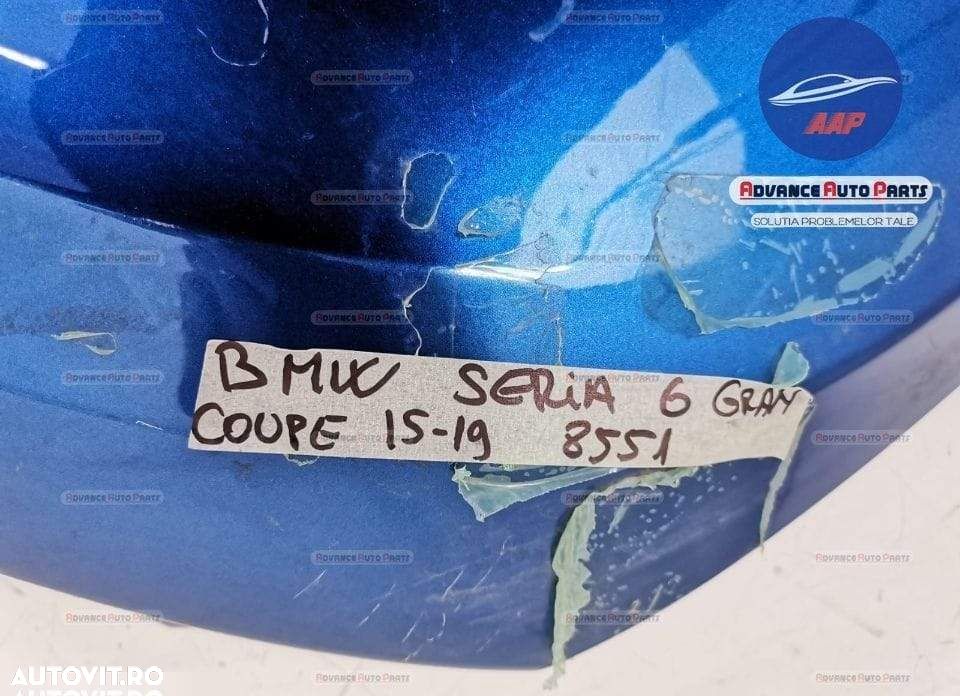 AAP
ADVANCE AUTO PARTS
SOLUTIA PROBLEMELOR TALE
BMW SERIA 6 GRAN
COUPE 15-19 8551
AUTOVIT.RO